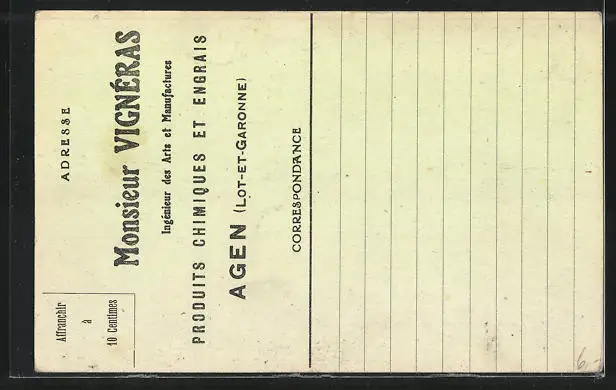 ADRESSE
Monsieur VIGNÉRAS
Ingénieur des Arts et Manufactures
PRODUITS CHIMIQUES ET ENGRAIS
AGEN (LOT-ET-GARONNE)
Affranchir
à
10 Centimes
CORRESPONDANCE
6.-